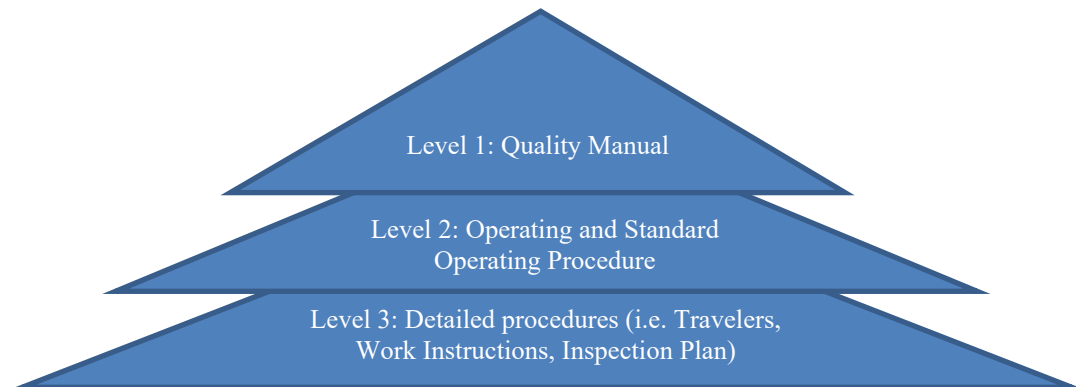 Level 1: Quality Manual
Level 2: Operating and Standard
Operating Procedure
Level 3: Detailed procedures (i.e. Travelers,
Work Instructions, Inspection Plan)